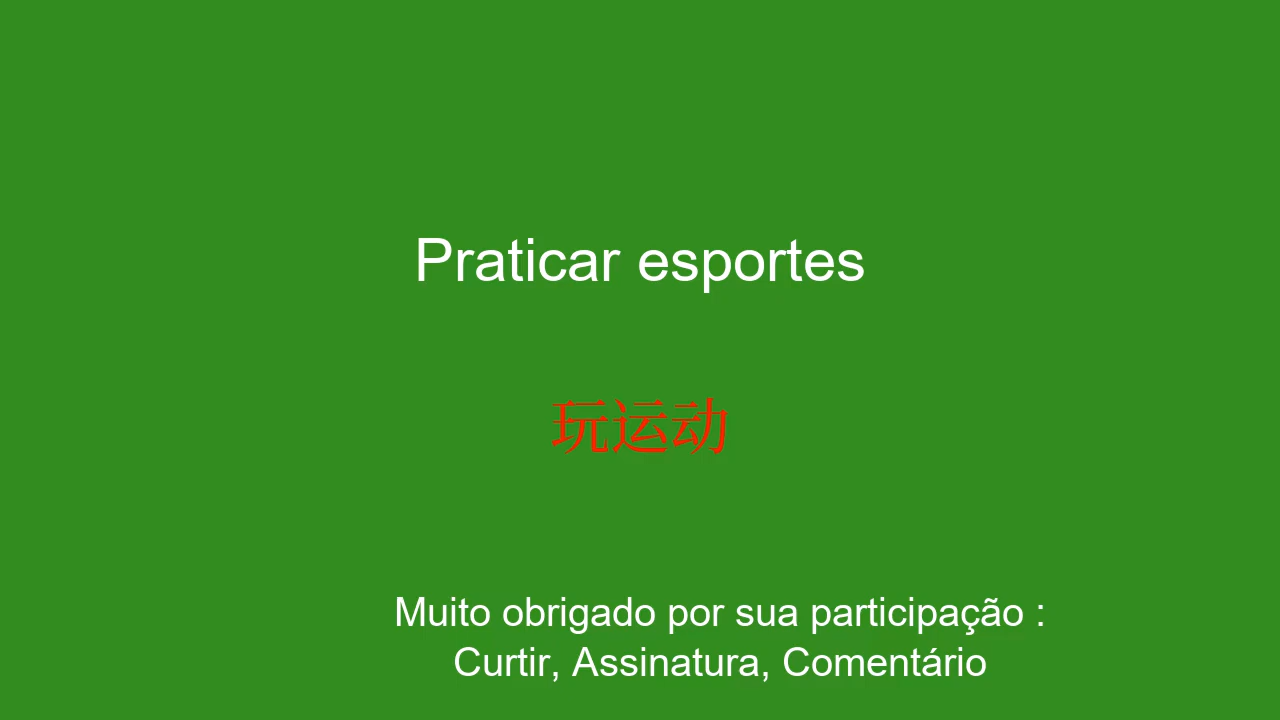 Praticar esportes
玩运动
Muito obrigado por sua participação :
Curtir, Assinatura, Comentário